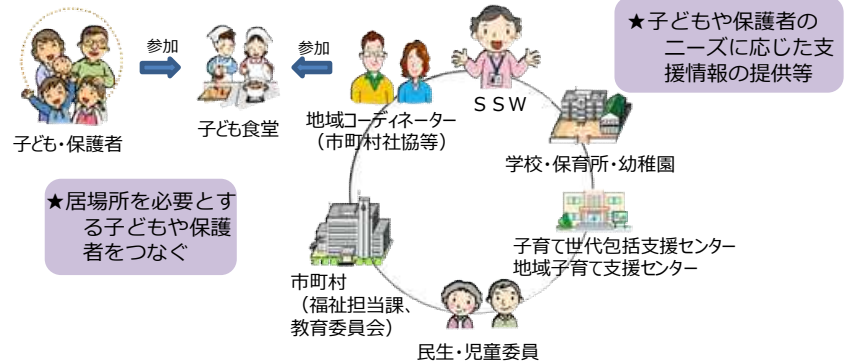 ★子どもや保護者の
ニーズに応じた支
援情報の提供等
参加
参加
子ども・保護者
子ども食堂
地域コーディネーター
（市町村社協等）
ＳＳＷ
学校・保育所・幼稚園
★居場所を必要とす
る子どもや保護
者をつなぐ
子育て世代包括支援センター
地域子育て支援センター
市町村
（福祉担当課、
教育委員会）
民生・児童委員